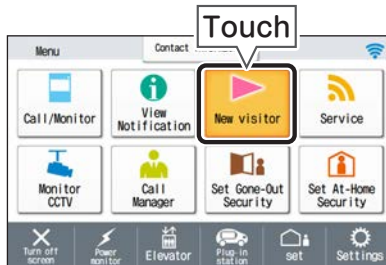 Touch
Menu
Contact
Call/Monitor
View
Notification
New visitor
Service
Monitor
CCTV
Call
Manager
Set Gone-Out
Security
Set At-Home
Security
Turn off
screen
Power
monitor
Elevator
Plug-in
station
set
Settings